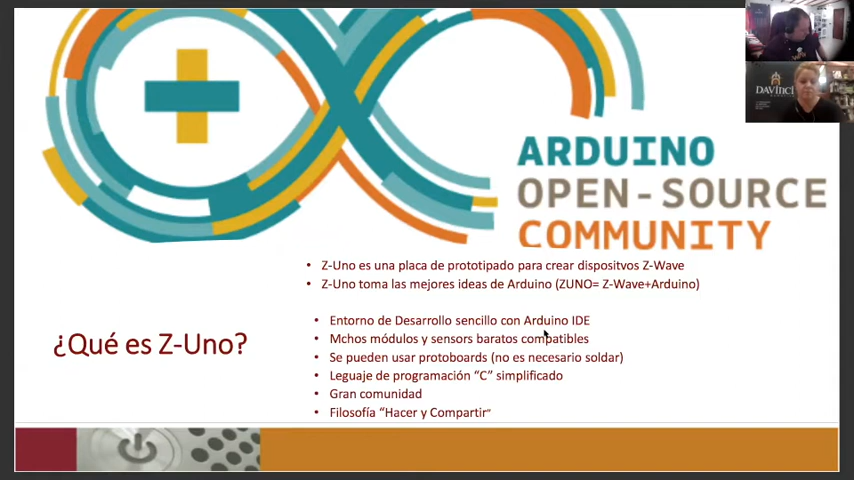 DAVinci
ARDUINO
OPEN-SOURCE
COMMUNITY
• Z-Uno es una placa de prototipado para crear dispositvos Z-Wave
• Z-Uno toma las mejores ideas de Arduino (ZUNO= Z-Wave+Arduino)
¿Qué es Z-Uno?
• Entorno de Desarrollo sencillo con Arduino IDE
• Mchos módulos y sensors baratos compatibles
• Se pueden usar protoboards (no es necesario soldar)
• Leguaje de programación “C” simplificado
• Gran comunidad
• Filosofía “Hacer y Compartir”